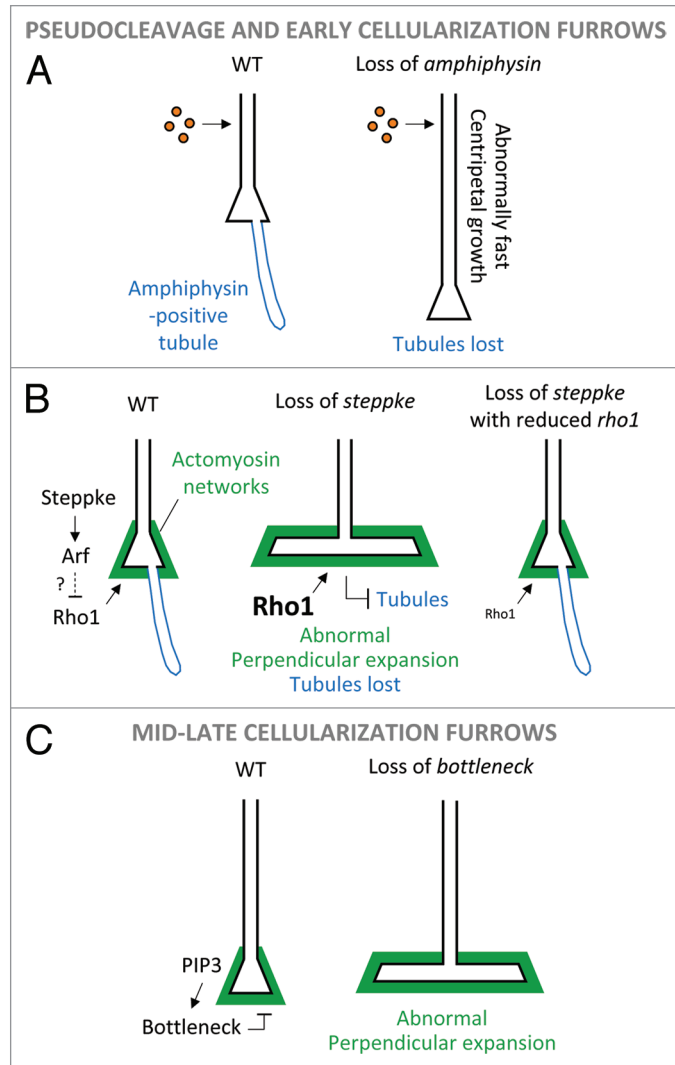 PSEUDOCLEAVAGE AND EARLY CELLULARIZATION FURROWS
A
WT
Loss of amphiphysin
Abnormally fast
Centripetal growth
Amphiphysin
-positive
tubule
Tubules lost
B
WT
Loss of steppke
Loss of steppke
with reduced rho1
Actomyosin
networks
Steppke
Arf
?
Rho1
Rho1
Tubules
Abnormal
Perpendicular expansion
Tubules lost
Rho1
MID-LATE CELLULARIZATION FURROWS
C
WT
Loss of bottleneck
PIP3
Bottleneck
Abnormal
Perpendicular expansion